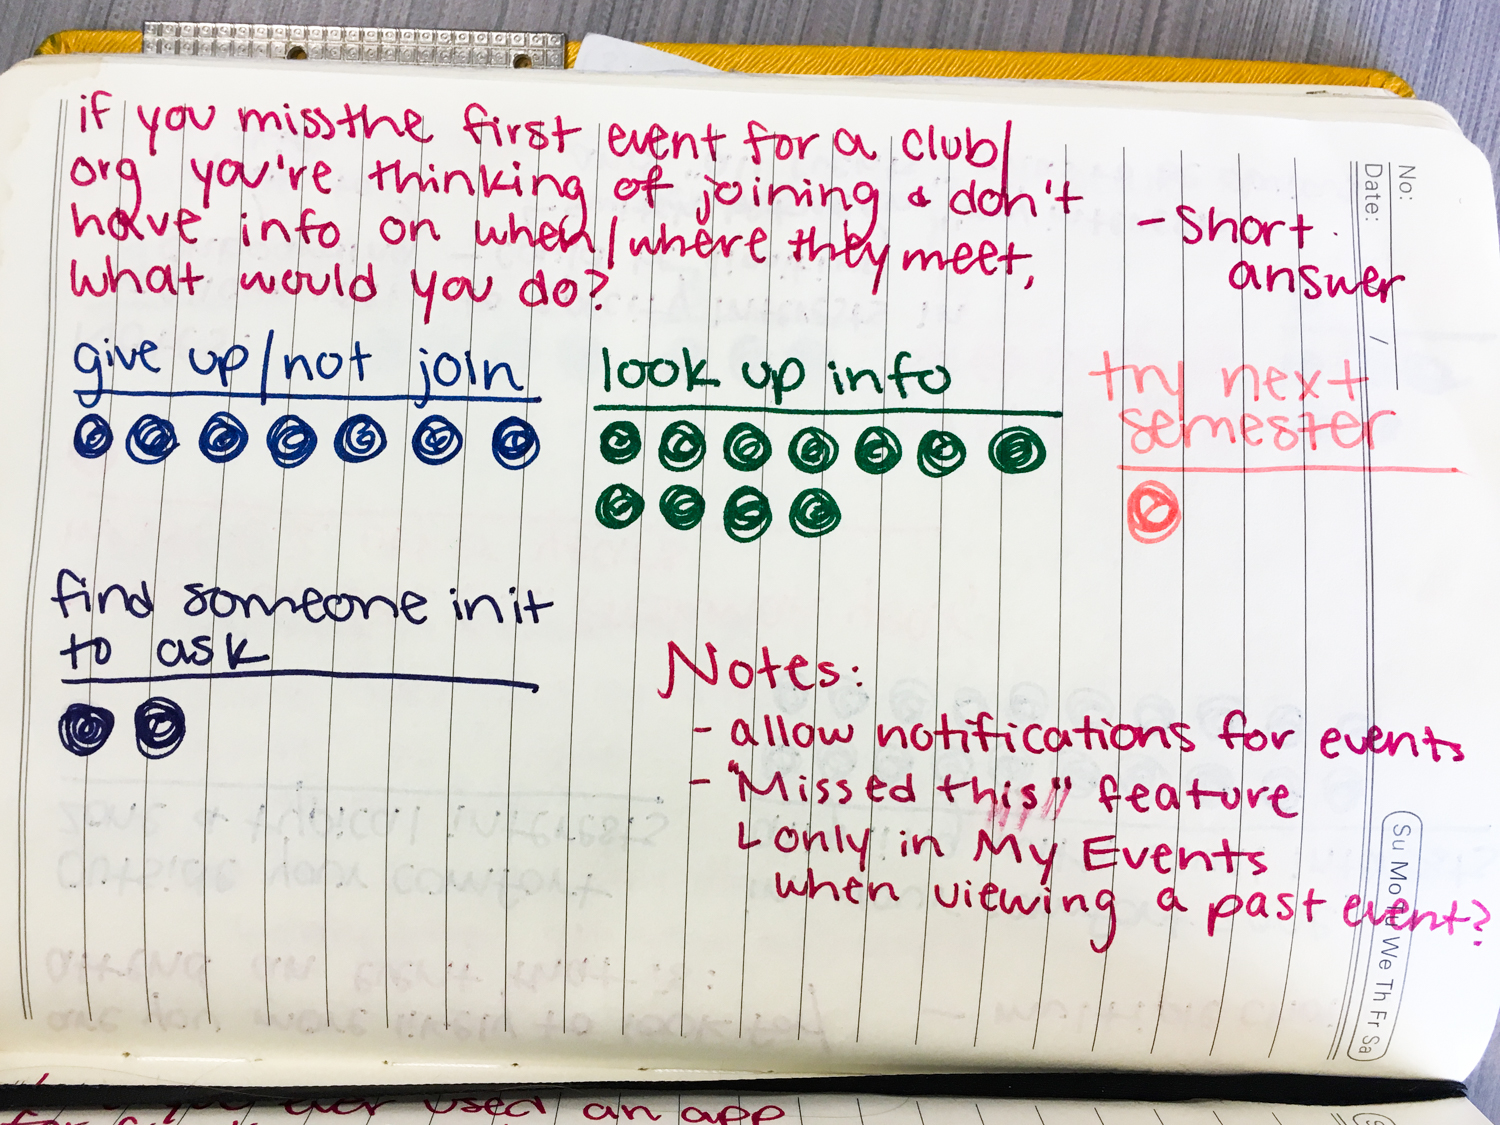 if you miss the first event for a club/
org you're thinking of joining & don't
have info on when/where they meet,
what would you do?
- short
answer
give up/not join
look up info
try next
semester
find someone in it
to ask
Notes:
- allow notifications for events
- "Missed this" feature
L only in My Events
when viewing a past event?
No:
Date: /
Su Mo Tu We Th Fr Sa
ever used an app